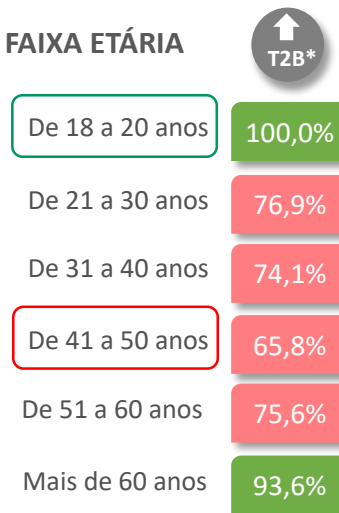 FAIXA ETÁRIA
T2B*
De 18 a 20 anos 100,0%
De 21 a 30 anos 76,9%
De 31 a 40 anos 74,1%
De 41 a 50 anos 65,8%
De 51 a 60 anos 75,6%
Mais de 60 anos 93,6%